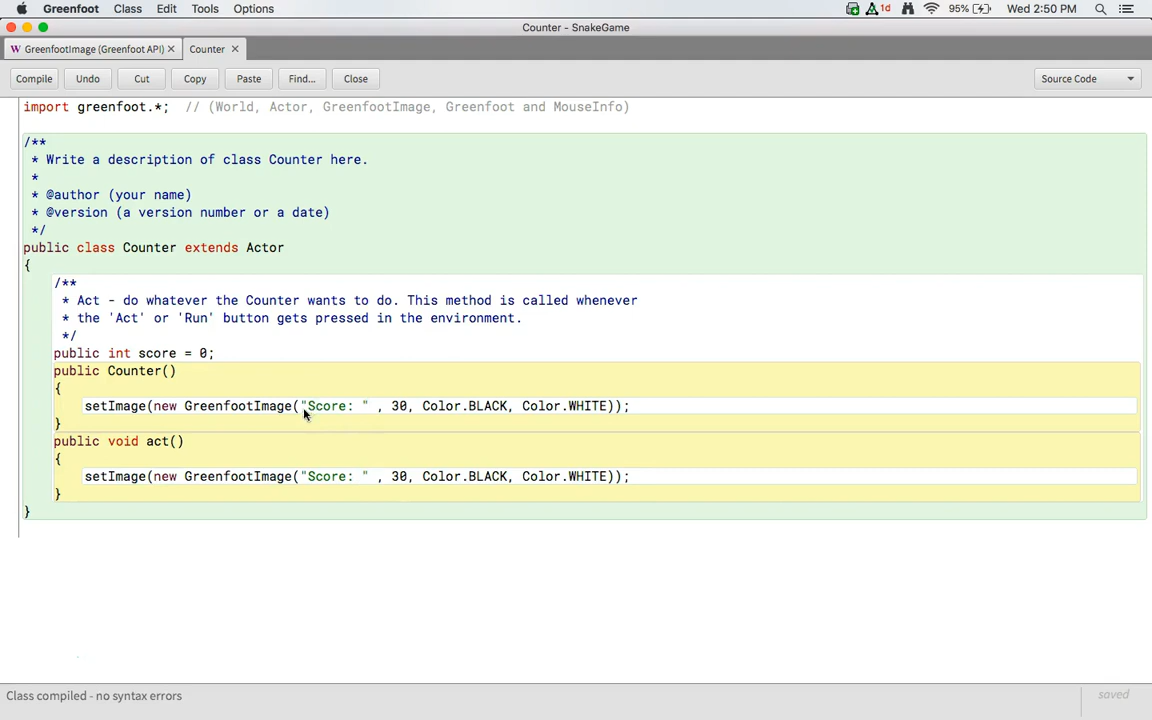 Greenfoot Class Edit Tools Options 1d 95% Wed 2:50 PM
Counter - SnakeGame
W GreenfootImage (Greenfoot API) × Counter ×
Compile Undo Cut Copy Paste Find... Close Source Code
import greenfoot.*;  // (World, Actor, GreenfootImage, Greenfoot and MouseInfo)
/**
* Write a description of class Counter here.
*
* @author (your name)
* @version (a version number or a date)
*/
public class Counter extends Actor
{
/**
* Act - do whatever the Counter wants to do. This method is called whenever
* the 'Act' or 'Run' button gets pressed in the environment.
*/
public int score = 0;
public Counter()
{
setImage(new GreenfootImage("Score: " , 30, Color.BLACK, Color.WHITE));
}
public void act()
{
setImage(new GreenfootImage("Score: " , 30, Color.BLACK, Color.WHITE));
}
}
Class compiled - no syntax errors
saved